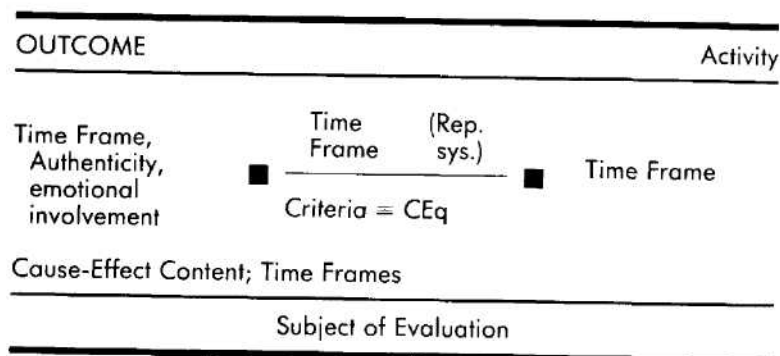 OUTCOME Activity
Time Frame,
Authenticity,
emotional
involvement
■
Time (Rep.
Frame sys.)
Criteria ≡ CEq
■
Time Frame
Cause-Effect Content; Time Frames
Subject of Evaluation